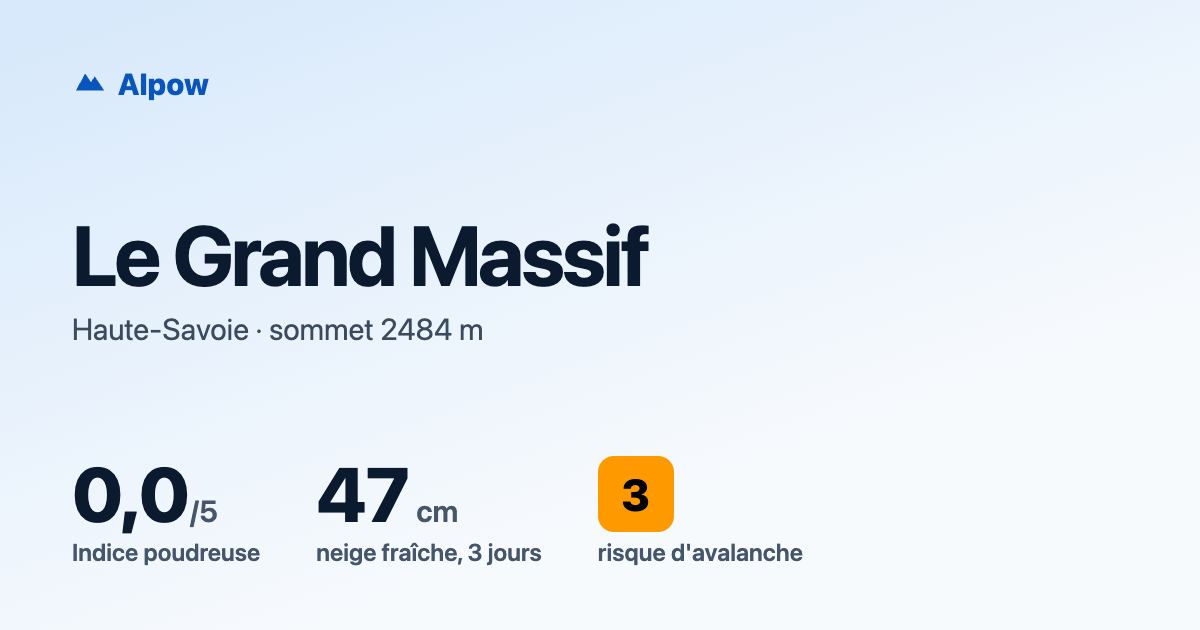 Alpow
Le Grand Massif
Haute-Savoie · sommet 2484 m
0,0/5
Indice poudreuse
47 cm
neige fraîche, 3 jours
3
risque d'avalanche